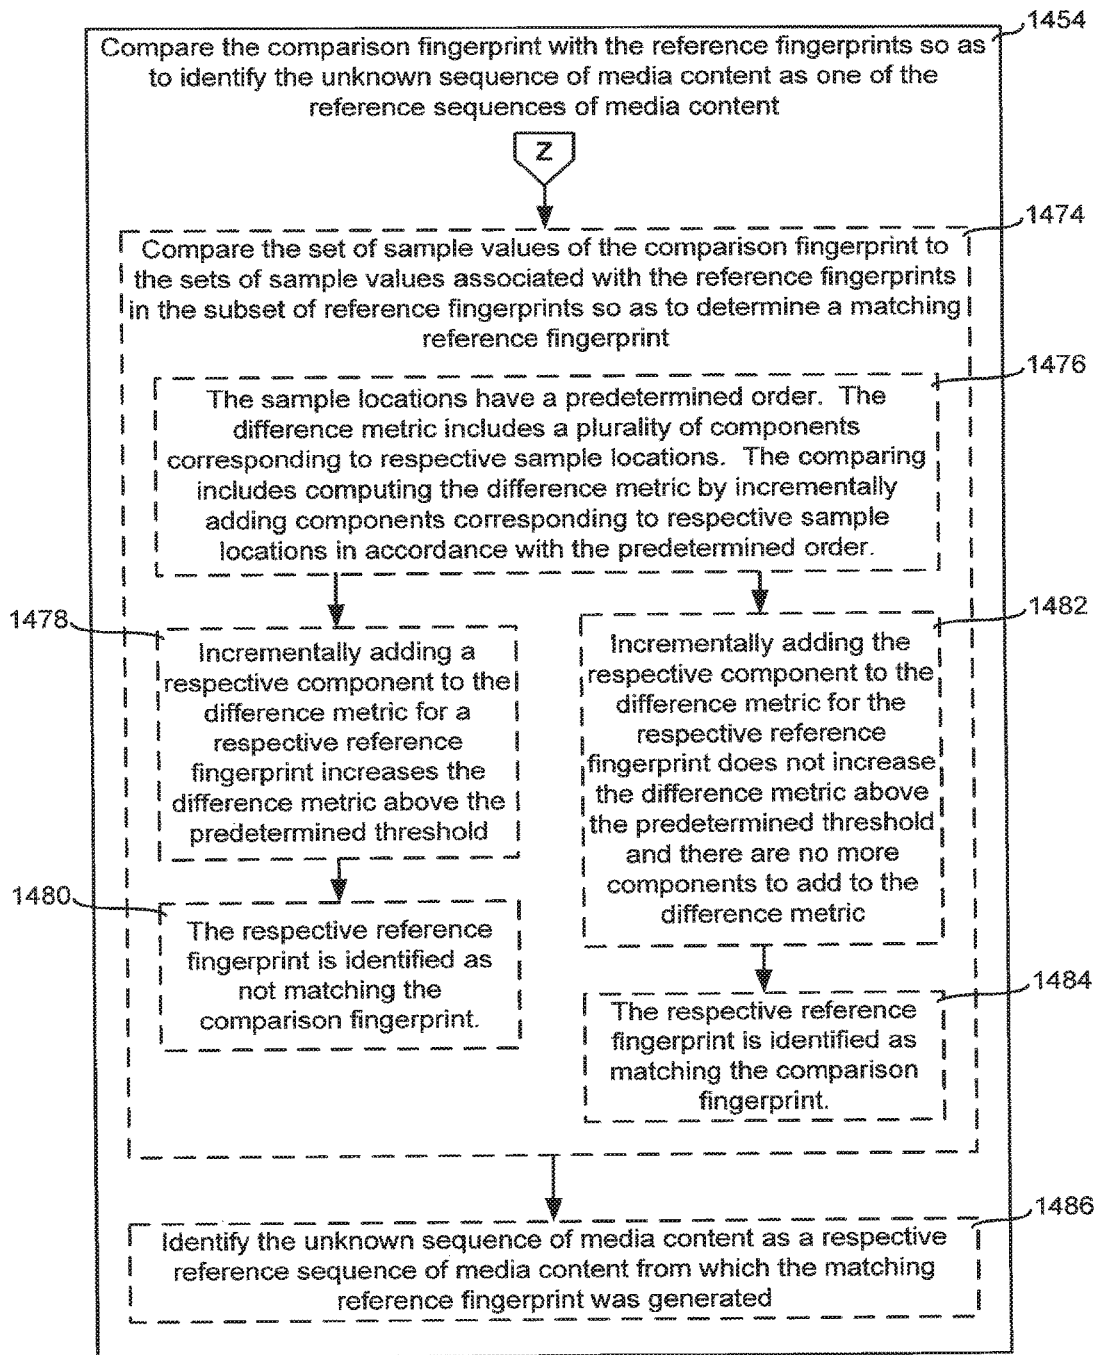 1454
Compare the comparison fingerprint with the reference fingerprints so as
to identify the unknown sequence of media content as one of the
reference sequences of media content
Z
1474
Compare the set of sample values of the comparison fingerprint to
the sets of sample values associated with the reference fingerprints
in the subset of reference fingerprints so as to determine a matching
reference fingerprint
1476
The sample locations have a predetermined order. The
difference metric includes a plurality of components
corresponding to respective sample locations. The comparing
includes computing the difference metric by incrementally
adding components corresponding to respective sample
locations in accordance with the predetermined order.
1478
Incrementally adding a
respective component to the
difference metric for a
respective reference
fingerprint increases the
difference metric above the
predetermined threshold
1480
The respective reference
fingerprint is identified as
not matching the
comparison fingerprint.
1482
Incrementally adding the
respective component to the
difference metric for the
respective reference
fingerprint does not increase
the difference metric above
the predetermined threshold
and there are no more
components to add to the
difference metric
1484
The respective reference
fingerprint is identified as
matching the comparison
fingerprint.
1486
Identify the unknown sequence of media content as a respective
reference sequence of media content from which the matching
reference fingerprint was generated